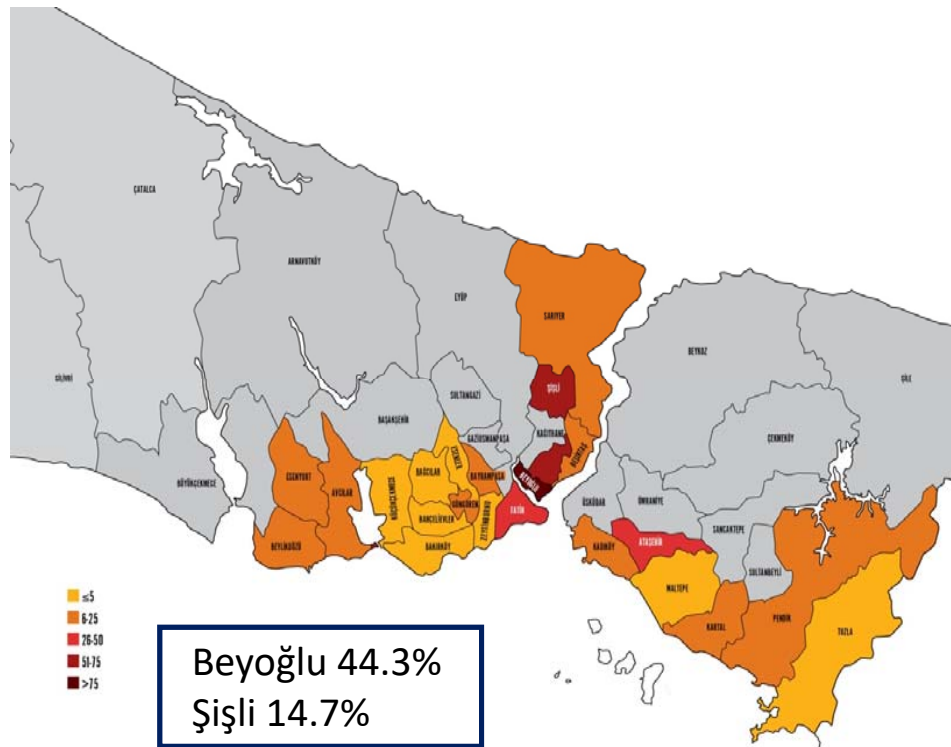 ÇATALCA
ARNAVUTKÖY
EYÜP
SARIYER
BEYKOZ
ŞİLE
SİLİVRİ
ŞİŞLİ
SULTANGAZİ
BAŞAKŞEHİR
KAĞITHANE
ÇEKMEKÖY
GAZİOSMANPAŞA
ESENLER
BEŞİKTAŞ
BAĞCILAR
BAYRAMPAŞA
ESENYURT
BÜYÜKÇEKMECE
AVCILAR
KÜÇÜKÇEKMECE
BEYOĞLU
ÜSKÜDAR
ÜMRANİYE
GÜNGÖREN
FATİH
BAHÇELİEVLER
ZEYTİNBURNU
SANCAKTEPE
KADIKÖY
ATAŞEHİR
BEYLİKDÜZÜ
BAKIRKÖY
SULTANBEYLİ
MALTEPE
KARTAL
PENDİK
TUZLA
≤5
6-25
26-50
51-75
>75
Beyoğlu 44.3%
Şişli 14.7%